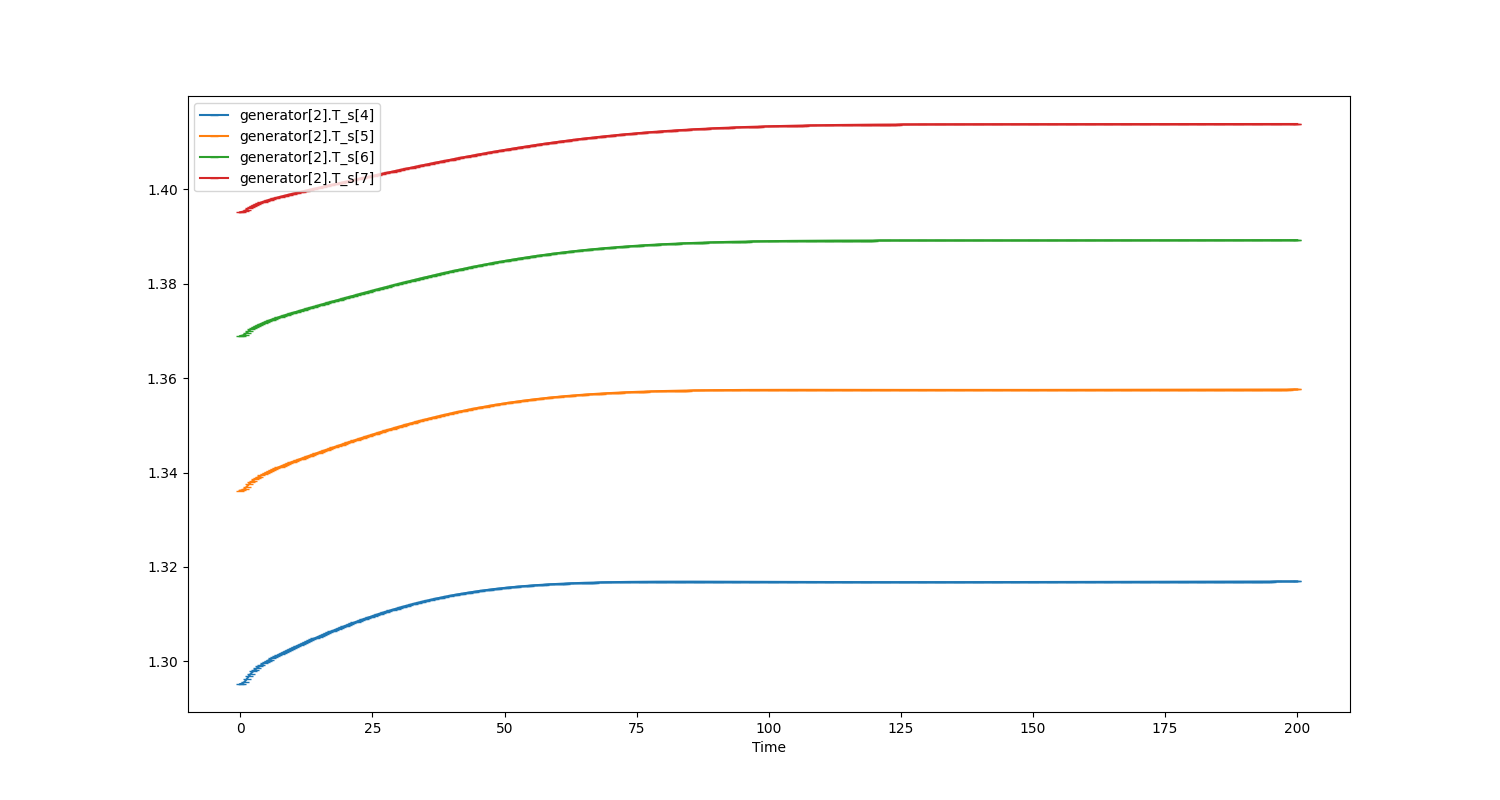 generator[2].T_s[4]
generator[2].T_s[5]
generator[2].T_s[6]
generator[2].T_s[7]
1.40
1.38
1.36
1.34
1.32
1.30
0 25 50 75 100 125 150 175 200
Time